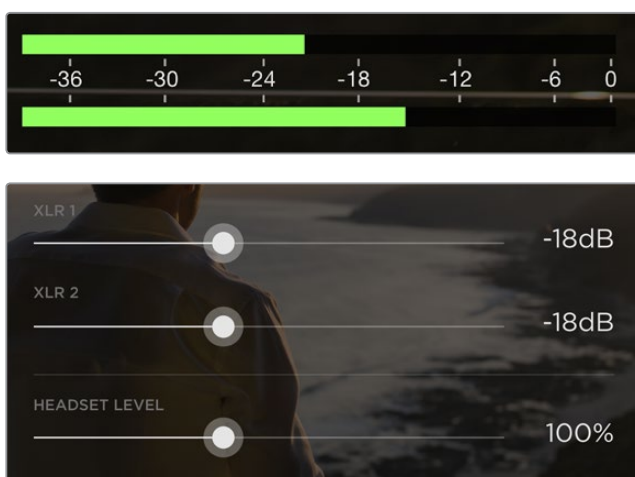 -36 -30 -24 -18 -12 -6 0
XLR 1
-18dB
XLR 2
-18dB
HEADSET LEVEL
100%